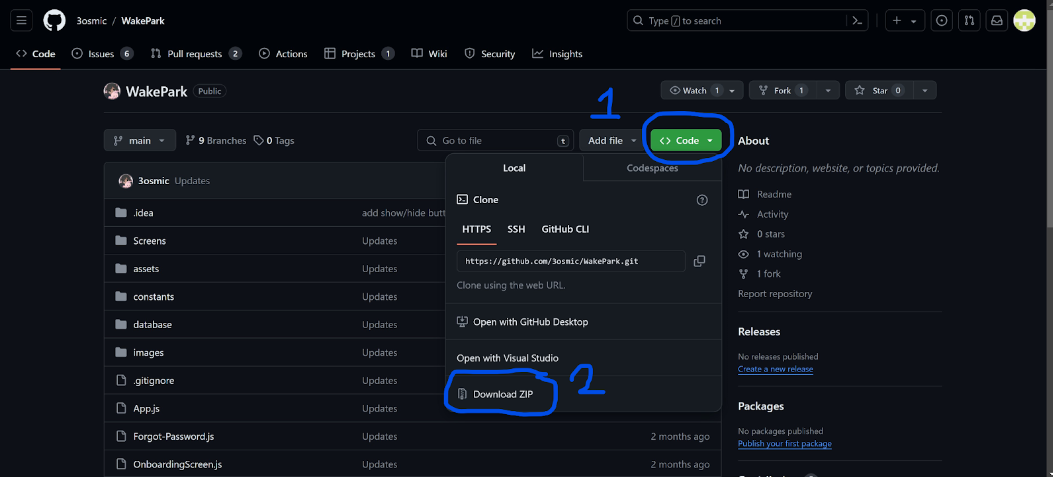 3osmic / WakePark
Type / to search
Code Issues 6 Pull requests 2 Actions Projects 1 Wiki Security Insights
WakePark Public
Watch 1 Fork 1 Star 0
1
main 9 Branches 0 Tags Go to file t Add file Code
About
No description, website, or topics provided.
Readme
Activity
0 stars
1 watching
1 fork
Report repository
Releases
No releases published
Create a new release
Packages
No packages published
Publish your first package
3osmic Updates
.idea add show/hide butt
Screens Updates
assets Updates
constants Updates
database Updates
images Updates
.gitignore Updates
App.js Updates
Forgot-Password.js Updates 2 months ago
OnboardingScreen.js Updates 2 months ago
Local Codespaces
Clone
HTTPS SSH GitHub CLI
https://github.com/3osmic/WakePark.git
Clone using the web URL.
Open with GitHub Desktop
Open with Visual Studio
Download ZIP
2